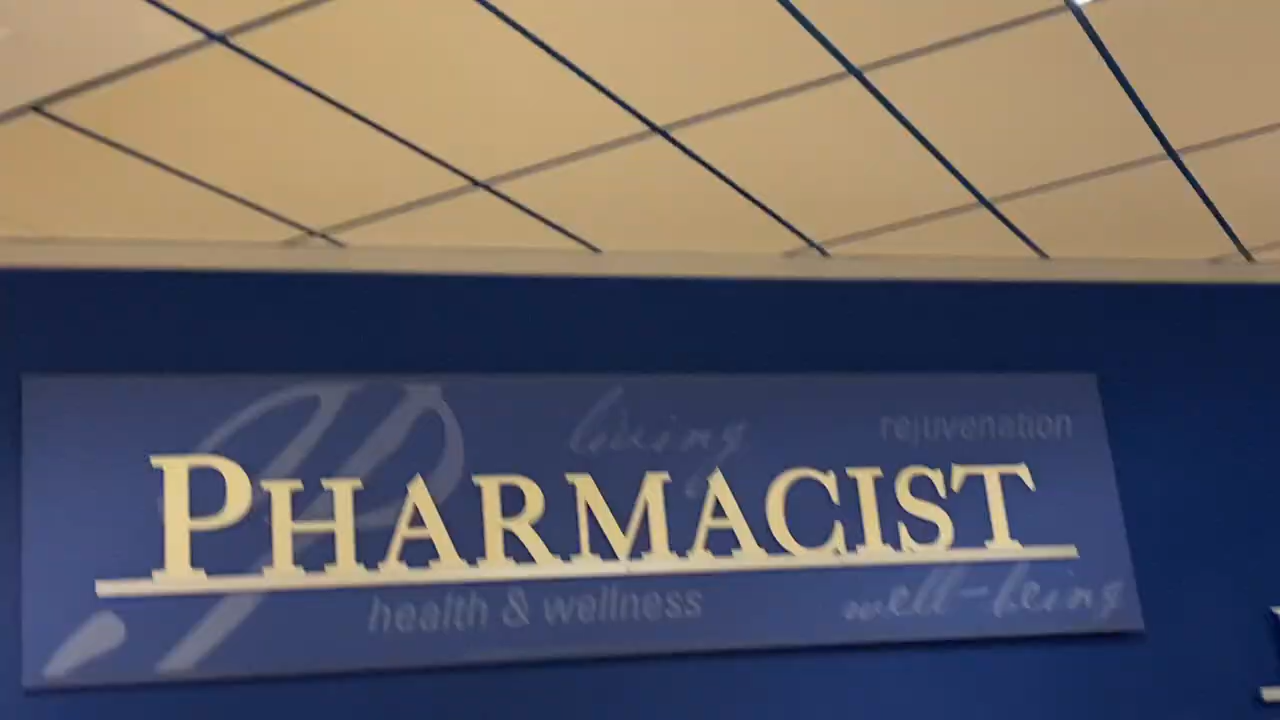 living
rejuvenation
PHARMACIST
health & wellness
well-being